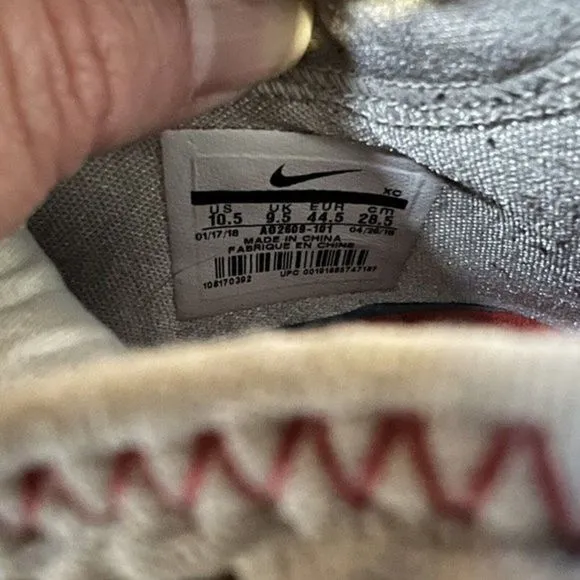 XC
US UK EUR cm
10.5 9.5 44.5 28.5
01/17/18 AO2609-101 04/26/18
MADE IN CHINA
FABRIQUE EN CHINE
UPC 00191885747187
108170392